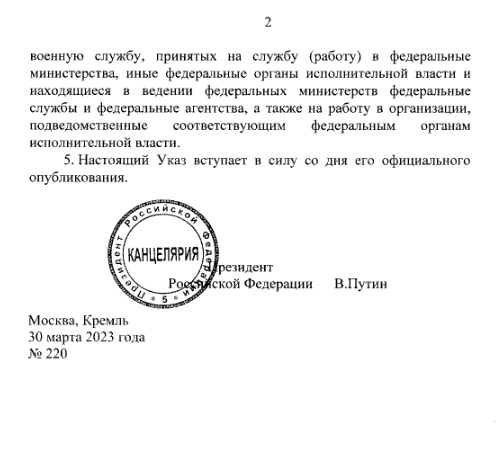 2
военную службу, принятых на службу (работу) в федеральные
министерства, иные федеральные органы исполнительной власти и
находящиеся в ведении федеральных министерств федеральные
службы и федеральные агентства, а также на работу в организации,
подведомственные соответствующим федеральным органам
исполнительной власти.
5. Настоящий Указ вступает в силу со дня его официального
опубликования.
Президент Российской Федерации
КАНЦЕЛЯРИЯ
* 5 *
Президент
Российской Федерации В.Путин
Москва, Кремль
30 марта 2023 года
№ 220